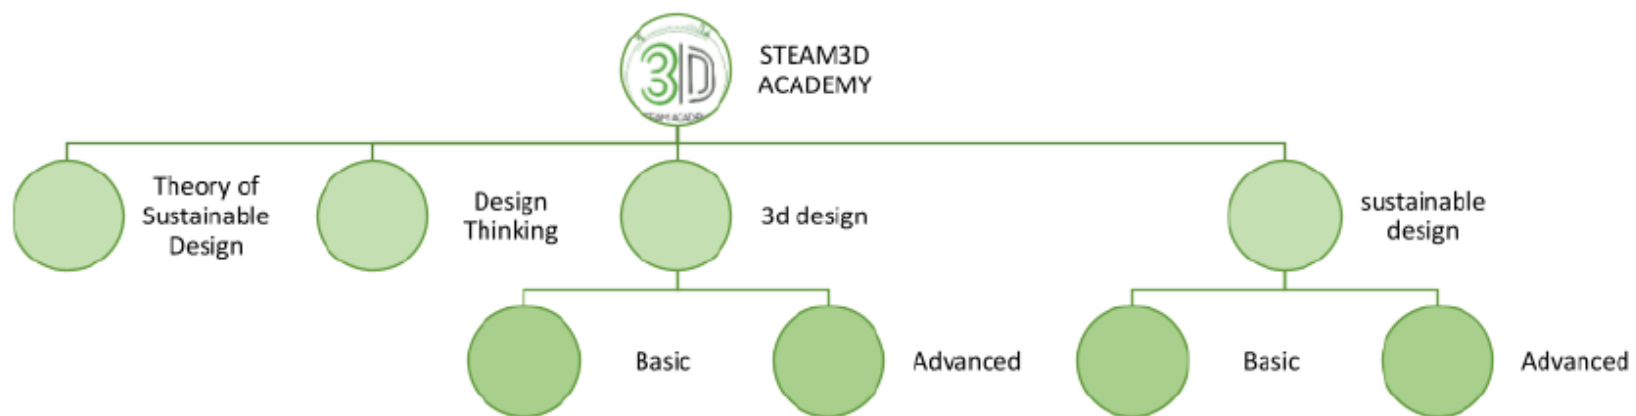 3D
STEAM3D
ACADEMY
Theory of
Sustainable
Design
Design
Thinking
3d design
sustainable
design
Basic
Advanced
Basic
Advanced